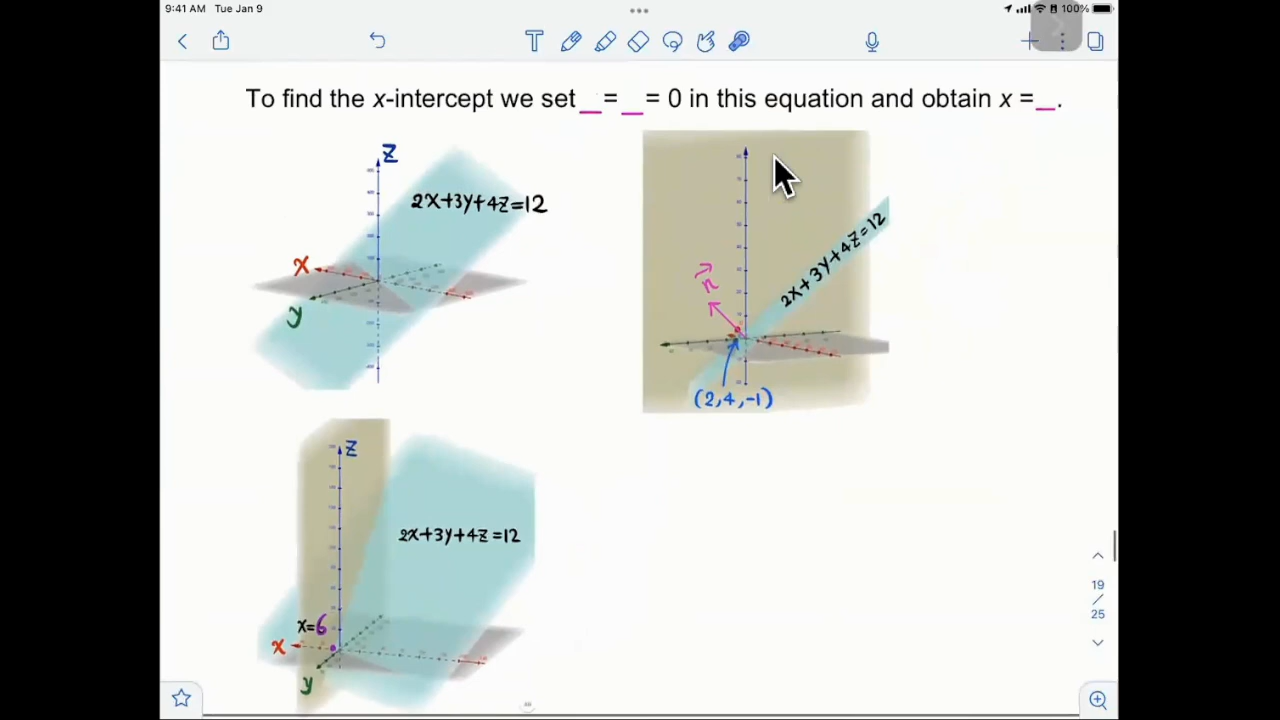 9:41 AM Tue Jan 9
100%
To find the x-intercept we set _ = _ = 0 in this equation and obtain x = _.
z
2x+3y+4z=12
x
y
2x+3y+4z=12
n
(2,4,-1)
z
2x+3y+4z=12
x=6
x
y
19
/
25